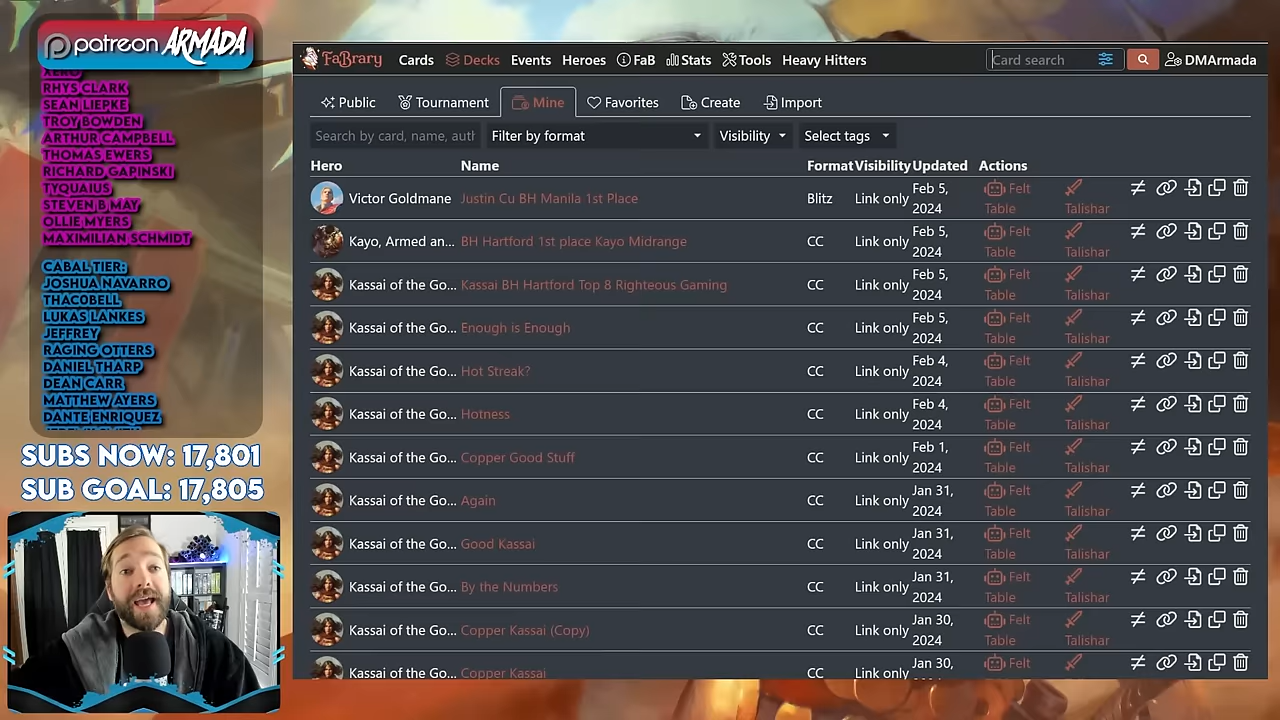 patreon ARMADA
XERO
RHYS CLARK
SEAN LIEPKE
TROY BOWDEN
ARTHUR CAMPBELL
THOMAS EWERS
RICHARD GAPINSKI
TYQUAIUS
STEVEN B MAY
OLLIE MYERS
MAXIMILIAN SCHMIDT
CABAL TIER:
JOSHUA NAVARRO
THAC0BELL
LUKAS LANKES
JEFFREY
RAGING OTTERS
DANIEL THARP
DEAN CARR
MATTHEW AYERS
DANTE ENRIQUEZ
SUBS NOW: 17,801
SUB GOAL: 17,805
FaBrary Cards Decks Events Heroes FaB Stats Tools Heavy Hitters Card search DMArmada
Public Tournament Mine Favorites Create Import
Search by card, name, auth Filter by format Visibility Select tags
Hero Name Format Visibility Updated Actions
Victor Goldmane Justin Cu BH Manila 1st Place Blitz Link only Feb 5, 2024 Felt Table Talishar
Kayo, Armed an... BH Hartford 1st place Kayo Midrange CC Link only Feb 5, 2024 Felt Table Talishar
Kassai of the Go... Kassai BH Hartford Top 8 Righteous Gaming CC Link only Feb 5, 2024 Felt Table Talishar
Kassai of the Go... Enough is Enough CC Link only Feb 5, 2024 Felt Table Talishar
Kassai of the Go... Hot Streak? CC Link only Feb 4, 2024 Felt Table Talishar
Kassai of the Go... Hotness CC Link only Feb 4, 2024 Felt Table Talishar
Kassai of the Go... Copper Good Stuff CC Link only Feb 1, 2024 Felt Table Talishar
Kassai of the Go... Again CC Link only Jan 31, 2024 Felt Table Talishar
Kassai of the Go... Good Kassai CC Link only Jan 31, 2024 Felt Table Talishar
Kassai of the Go... By the Numbers CC Link only Jan 31, 2024 Felt Table Talishar
Kassai of the Go... Copper Kassai (Copy) CC Link only Jan 30, 2024 Felt Table Talishar
Kassai of the Go... Copper Kassai CC Link only Jan 30, Felt